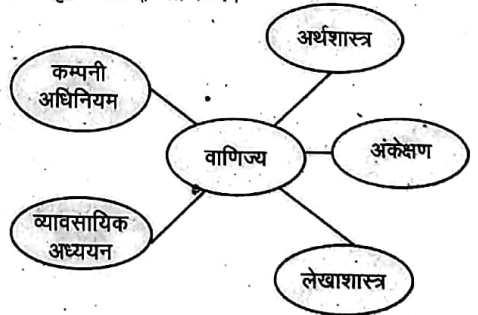 अर्थशास्त्र
कम्पनी
अधिनियम
वाणिज्य
अंकेक्षण
व्यावसायिक
अध्ययन
लेखाशास्त्र